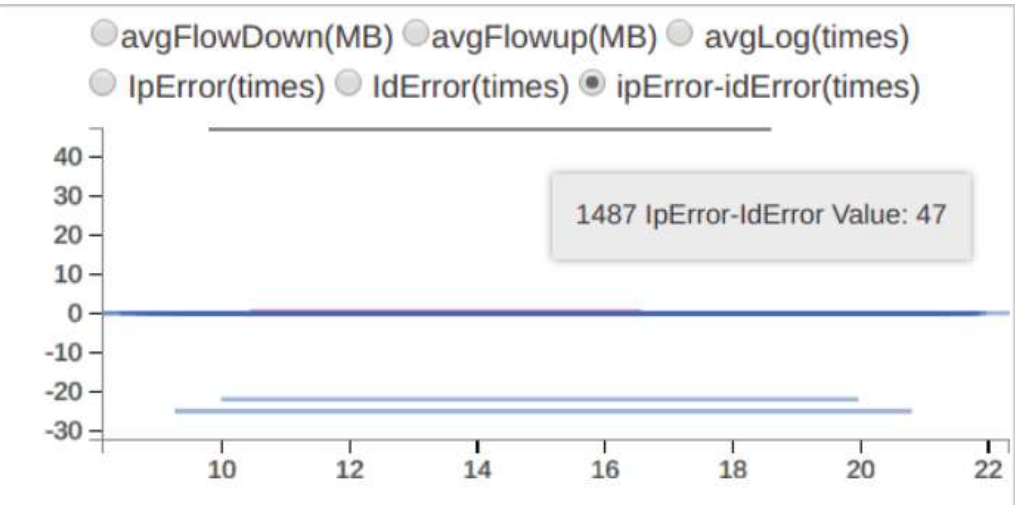 avgFlowDown(MB) avgFlowup(MB) avgLog(times)
IpError(times) IdError(times) ipError-idError(times)
40
30
1487 IpError-IdError Value: 47
20
10
0
-10
-20
-30
10 12 14 16 18 20 22